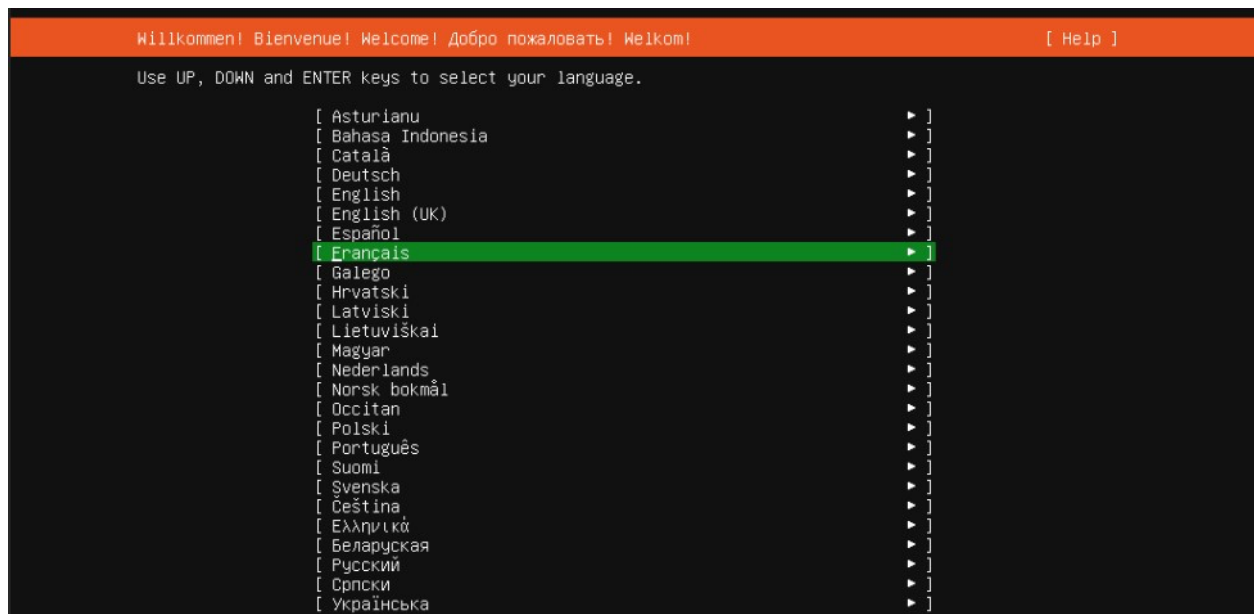 Willkommen! Bienvenue! Welcome! Добро пожаловать! Welkom! [ Help ]
Use UP, DOWN and ENTER keys to select your language.
[ Asturianu ► ]
[ Bahasa Indonesia ► ]
[ Català ► ]
[ Deutsch ► ]
[ English ► ]
[ English (UK) ► ]
[ Español ► ]
[ Français ► ]
[ Galego ► ]
[ Hrvatski ► ]
[ Latviski ► ]
[ Lietuviškai ► ]
[ Magyar ► ]
[ Nederlands ► ]
[ Norsk bokmål ► ]
[ Occitan ► ]
[ Polski ► ]
[ Português ► ]
[ Suomi ► ]
[ Svenska ► ]
[ Čeština ► ]
[ Ελληνικά ► ]
[ Беларуская ► ]
[ Русский ► ]
[ Српски ► ]
[ Українська ► ]